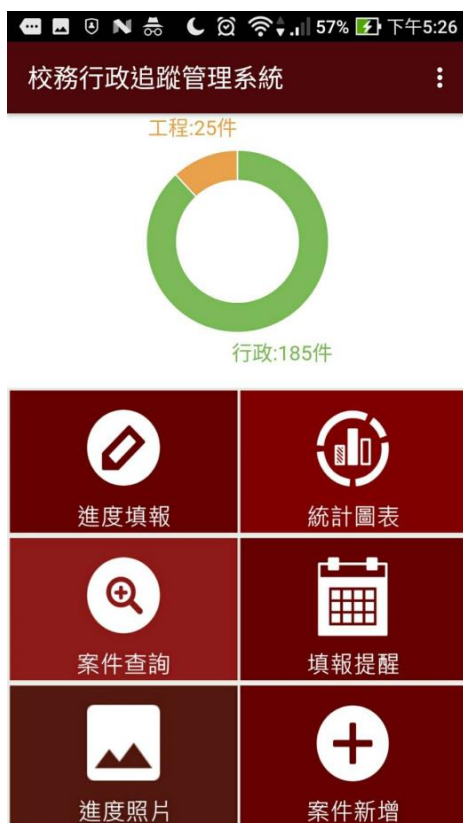 57% 下午5:26
校務行政追蹤管理系統
工程:25件
行政:185件
進度填報
統計圖表
案件查詢
填報提醒
進度照片
案件新增